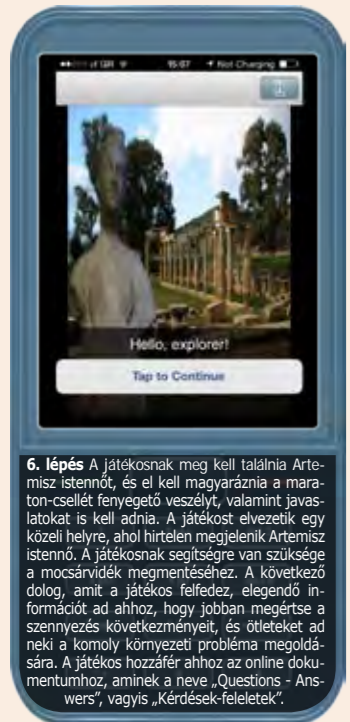 15:07 Not Charging
Hello, explorer!
Tap to Continue
6. lépés A játékosnak meg kell találnia Arte-
misz istennőt, és el kell magyaráznia a mara-
ton-csellét fenyegető veszélyt, valamint javas-
latokat is kell adnia. A játékost elvezetik egy
közeli helyre, ahol hirtelen megjelenik Artemisz
istennő. A játékosnak segítségre van szüksége
a mocsárvidék megmentéséhez. A következő
dolog, amit a játékos felfedez, elegendő in-
formációt ad ahhoz, hogy jobban megértse a
szennyezés következményeit, és ötleteket ad
neki a komoly környezeti probléma megoldá-
sára. A játékos hozzáfér ahhoz az online doku-
mentumhoz, aminek a neve „Questions - Ans-
wers”, vagyis „Kérdések-feleletek”.